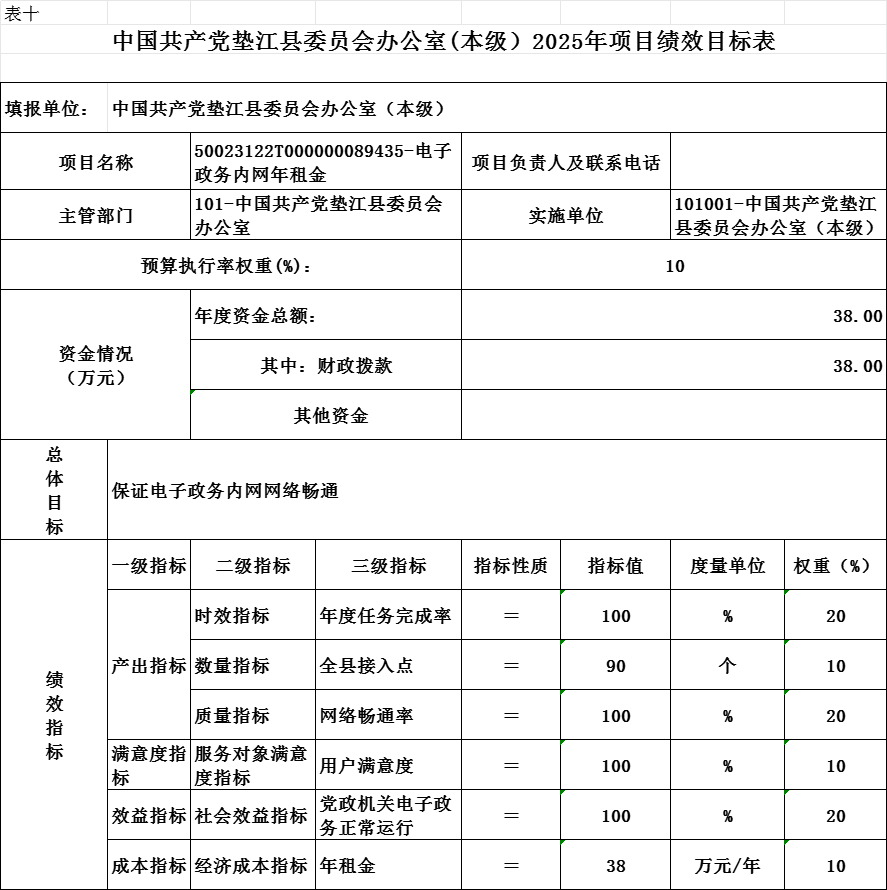 表十
中国共产党垫江县委员会办公室(本级）2025年项目绩效目标表
填报单位： 中国共产党垫江县委员会办公室（本级）
项目名称 50023122T000000089435-电子政务内网年租金 项目负责人及联系电话
主管部门 101-中国共产党垫江县委员会办公室 实施单位 101001-中国共产党垫江县委员会办公室（本级）
预算执行率权重(%)： 10
资金情况（万元） 年度资金总额： 38.00
其中：财政拨款 38.00
其他资金
总体目标 保证电子政务内网网络畅通
绩效指标 一级指标 二级指标 三级指标 指标性质 指标值 度量单位 权重（%）
产出指标 时效指标 年度任务完成率 ＝ 100 % 20
数量指标 全县接入点 ＝ 90 个 10
质量指标 网络畅通率 ＝ 100 % 20
满意度指标 服务对象满意度指标 用户满意度 ＝ 100 % 10
效益指标 社会效益指标 党政机关电子政务正常运行 ＝ 100 % 20
成本指标 经济成本指标 年租金 ＝ 38 万元/年 10